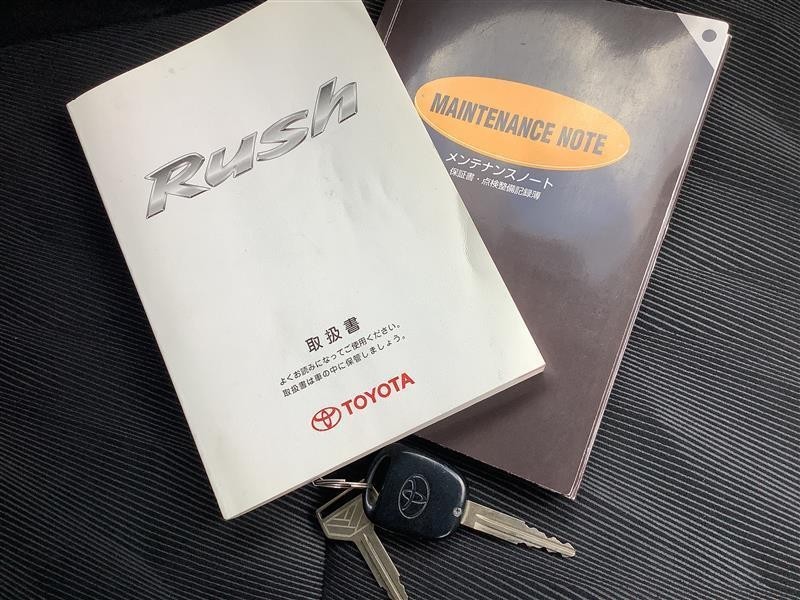 Rush
取扱書
よくお読みになってご使用ください。
取扱書は車の中に保管しましょう。
TOYOTA
MAINTENANCE NOTE
メンテナンスノート
保証書・点検整備記録簿